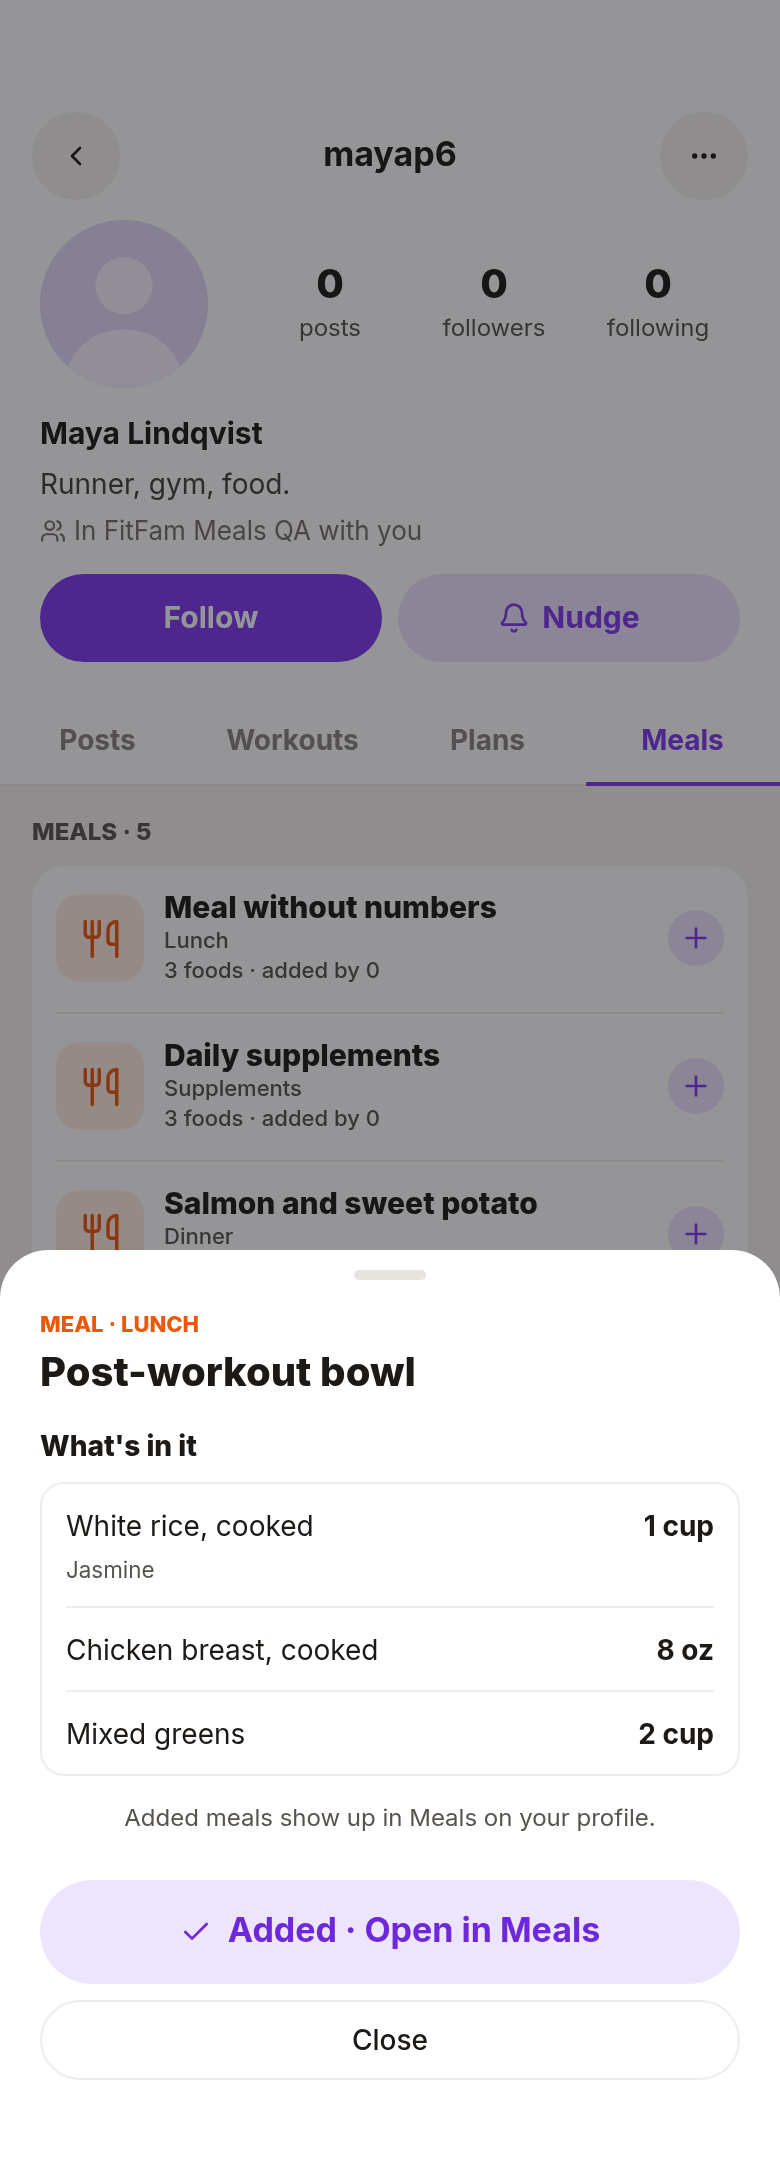 mayap6
0
0
0
posts
followers
following
Maya Lindqvist
Runner, gym, food.
In FitFam Meals QA with you
Follow
Nudge
Posts
Workouts
Plans
Meals
MEALS · 5
Meal without numbers
Lunch
3 foods · added by 0
Daily supplements
Supplements
3 foods · added by 0
Salmon and sweet potato
Dinner
MEAL · LUNCH
Post-workout bowl
What's in it
White rice, cooked
1 cup
Jasmine
Chicken breast, cooked
8 oz
Mixed greens
2 cup
Added meals show up in Meals on your profile.
Added · Open in Meals
Close